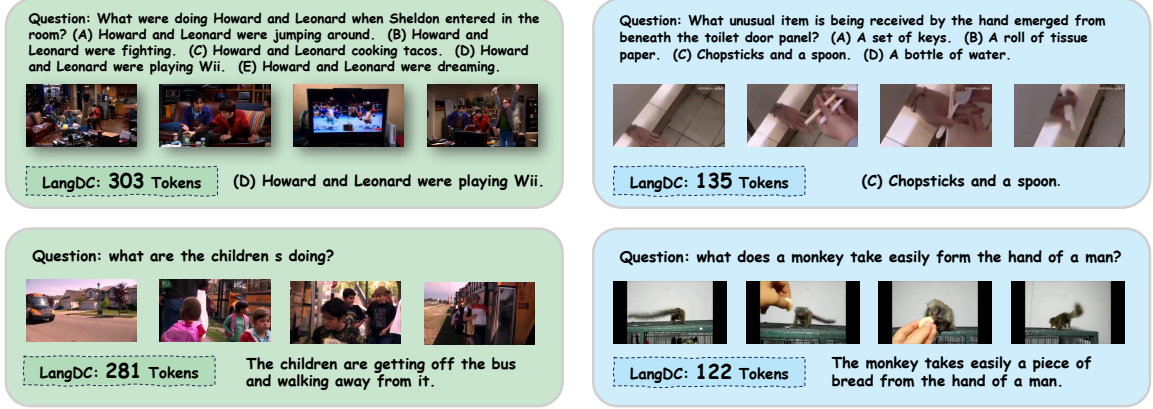 Question: What were doing Howard and Leonard when Sheldon entered in the
room? (A) Howard and Leonard were jumping around. (B) Howard and
Leonard were fighting. (C) Howard and Leonard cooking tacos. (D) Howard
and Leonard were playing Wii. (E) Howard and Leonard were dreaming.
LangDC: 303 Tokens
(D) Howard and Leonard were playing Wii.
Question: What unusual item is being received by the hand emerged from
beneath the toilet door panel? (A) A set of keys. (B) A roll of tissue
paper. (C) Chopsticks and a spoon. (D) A bottle of water.
LangDC: 135 Tokens
(C) Chopsticks and a spoon.
Question: what are the children s doing?
LangDC: 281 Tokens
The children are getting off the bus
and walking away from it.
Question: what does a monkey take easily form the hand of a man?
LangDC: 122 Tokens
The monkey takes easily a piece of
bread from the hand of a man.